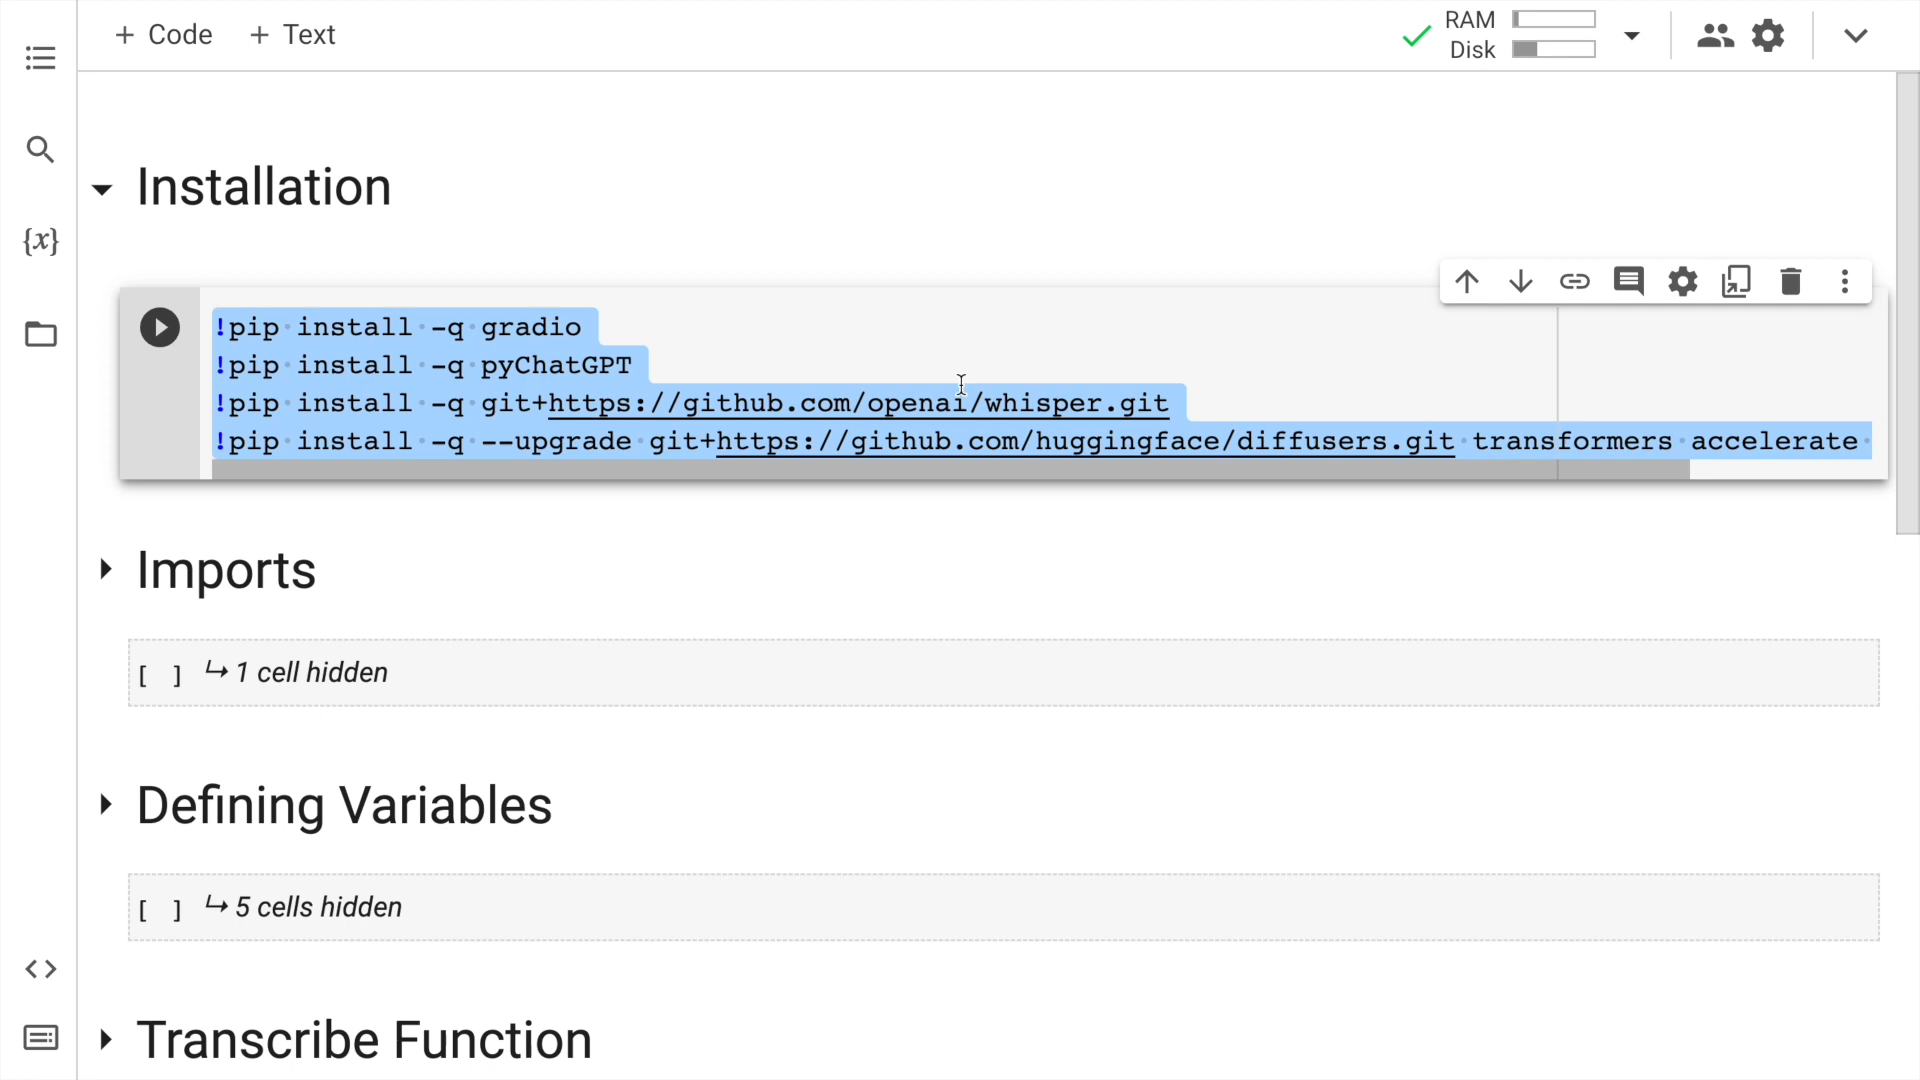 + Code + Text
RAM
Disk
{x}
Installation
!pip install -q gradio
!pip install -q pyChatGPT
!pip install -q git+https://github.com/openai/whisper.git
!pip install -q --upgrade git+https://github.com/huggingface/diffusers.git transformers accelerate
Imports
[ ] ↳ 1 cell hidden
Defining Variables
[ ] ↳ 5 cells hidden
Transcribe Function